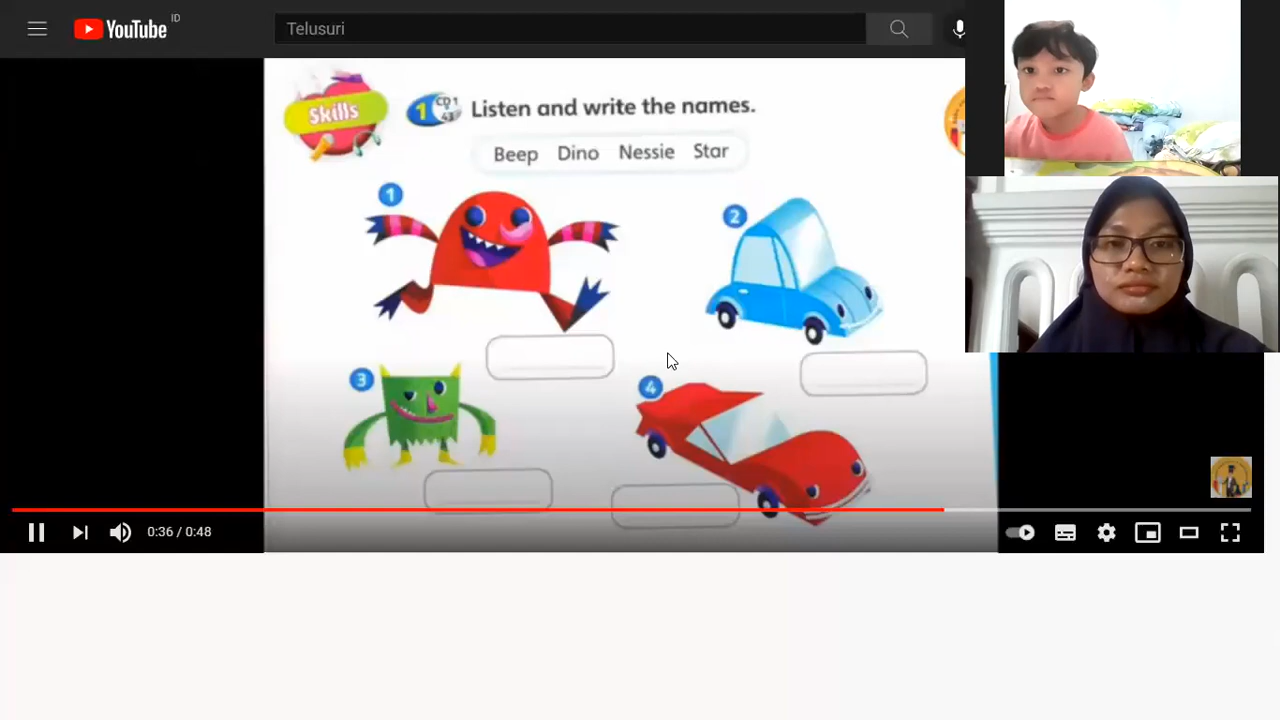 YouTube ID
Telusuri
Skills
1 CD1 43 Listen and write the names.
Beep Dino Nessie Star
1
2
3
4
0:36 / 0:48